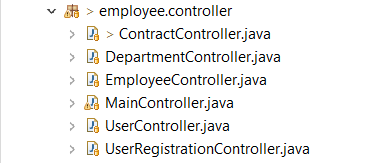 > employee.controller
> ContractController.java
DepartmentController.java
EmployeeController.java
MainController.java
UserController.java
UserRegistrationController.java